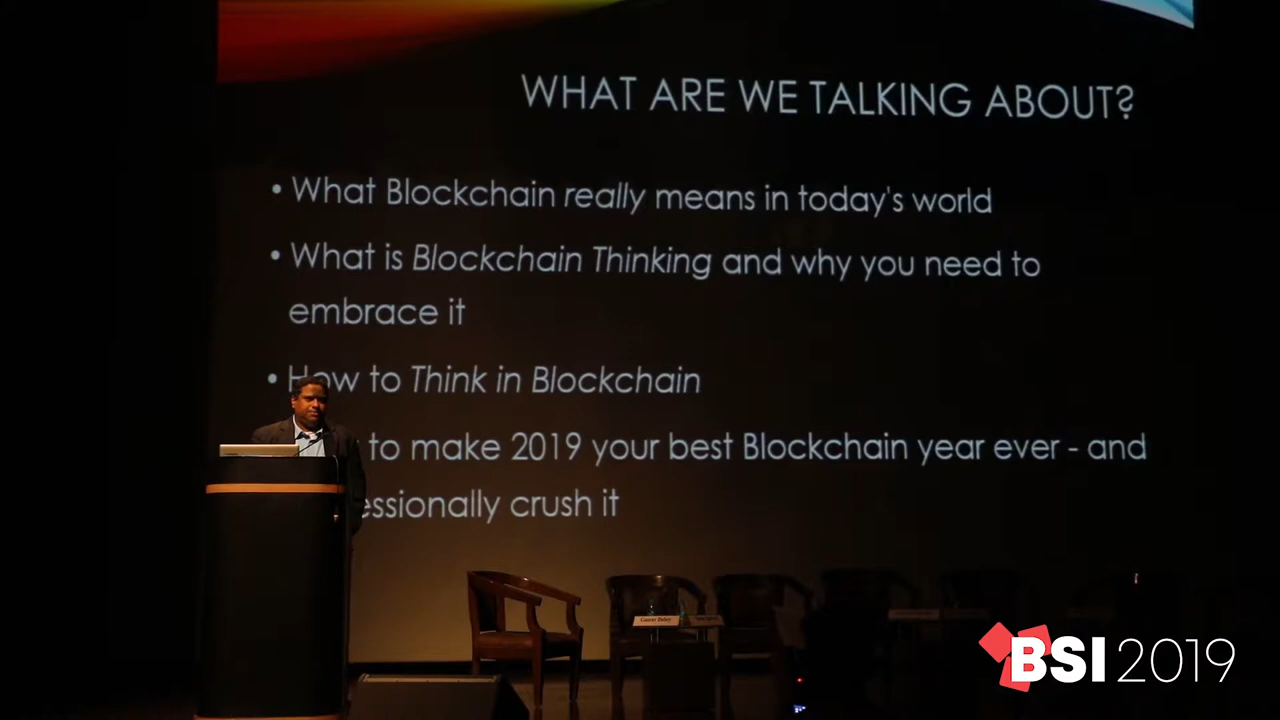 WHAT ARE WE TALKING ABOUT?
• What Blockchain really means in today's world
• What is Blockchain Thinking and why you need to
embrace it
• How to Think in Blockchain
to make 2019 your best Blockchain year ever - and
essionally crush it
BSI 2019